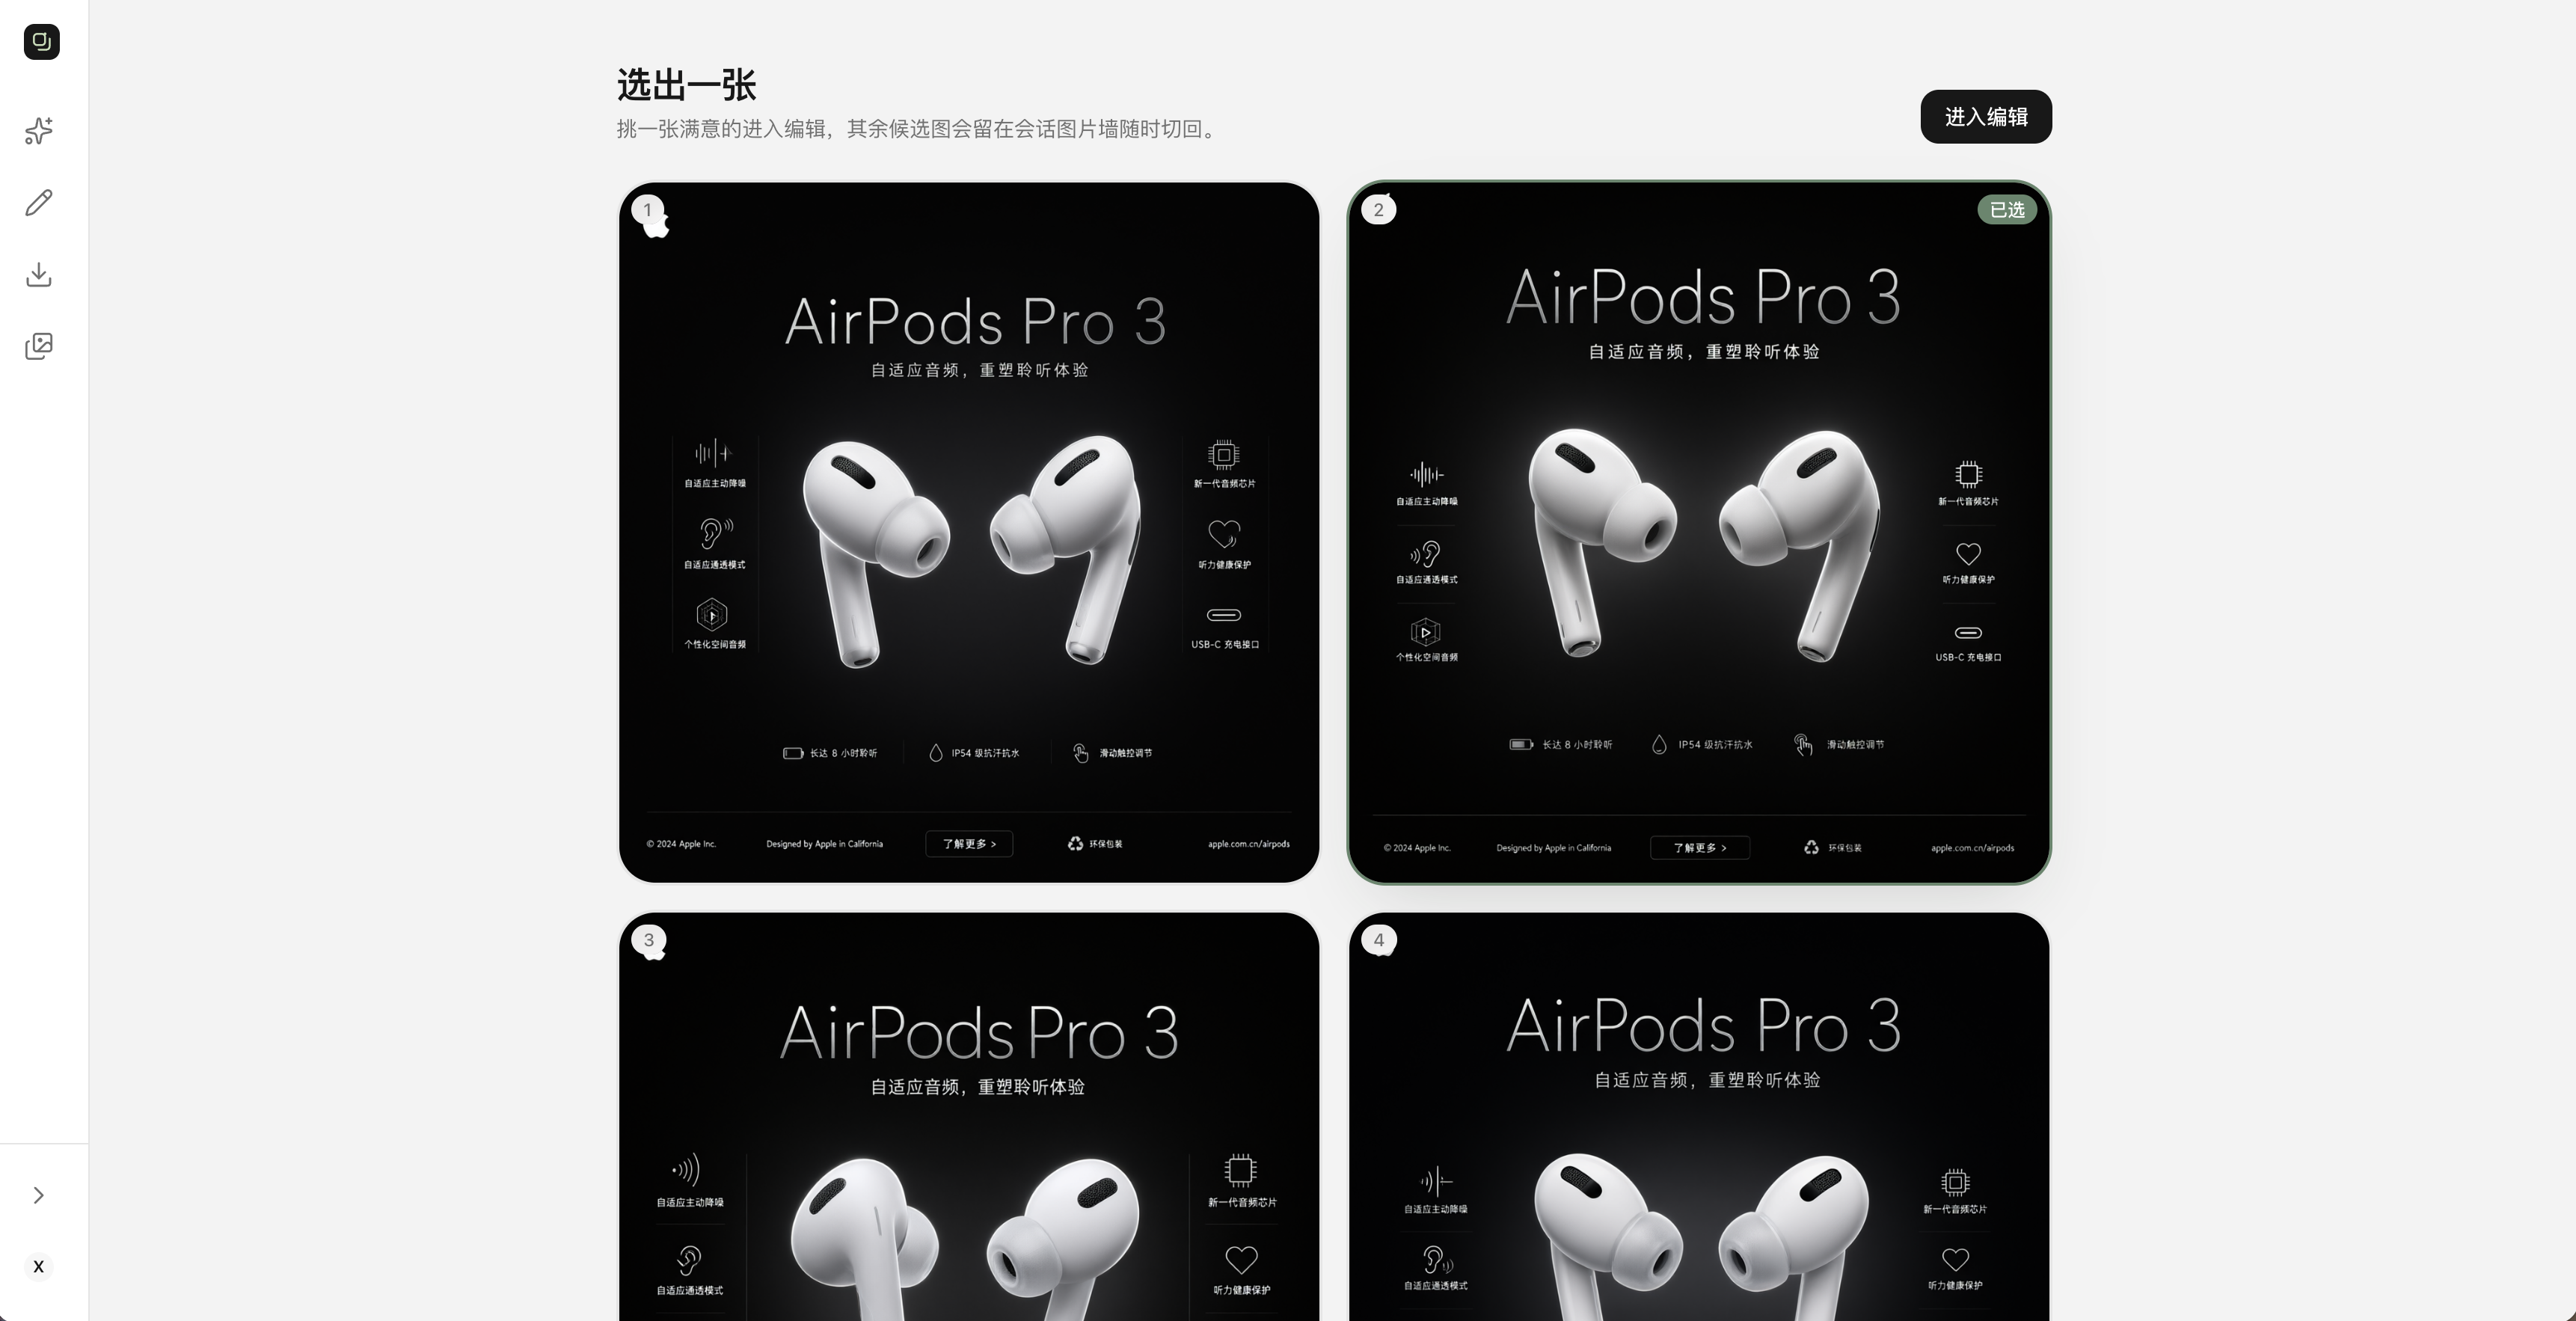 选出一张
挑一张满意的进入编辑，其余候选图会留在会话图片墙随时切回。
进入编辑
1
AirPods Pro 3
自适应音频，重塑聆听体验
自适应主动降噪
自适应通透模式
个性化空间音频
新一代音频芯片
听力健康保护
USB-C 充电接口
长达 8 小时聆听
IP54 级抗汗抗水
滑动触控调节
© 2024 Apple Inc.
Designed by Apple in California
了解更多 >
环保包装
apple.com.cn/airpods
2
已选
AirPods Pro 3
自适应音频，重塑聆听体验
自适应主动降噪
自适应通透模式
个性化空间音频
新一代音频芯片
听力健康保护
USB-C 充电接口
长达 8 小时聆听
IP54 级抗汗抗水
滑动触控调节
© 2024 Apple Inc.
Designed by Apple in California
了解更多 >
环保包装
apple.com.cn/airpods
3
AirPods Pro 3
自适应音频，重塑聆听体验
自适应主动降噪
自适应通透模式
新一代音频芯片
听力健康保护
4
AirPods Pro 3
自适应音频，重塑聆听体验
自适应主动降噪
自适应通透模式
新一代音频芯片
听力健康保护
X